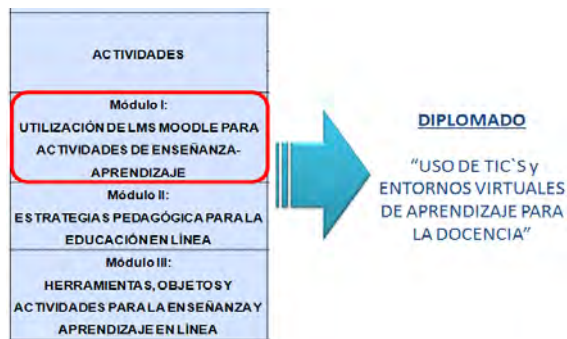 ACTIVIDADES
Módulo I:
UTILIZACIÓN DE LMS MOODLE PARA
ACTIVIDADES DE ENSEÑANZA-
APRENDIZAJE
Módulo II:
ESTRATEGIAS PEDAGÓGICA PARA LA
EDUCACIÓN EN LÍNEA
Módulo III:
HERRAMIENTAS, OBJETOS Y
ACTIVIDADES PARA LA ENSEÑANZA Y
APRENDIZAJE EN LÍNEA
DIPLOMADO
“USO DE TIC`S y
ENTORNOS VIRTUALES
DE APRENDIZAJE PARA
LA DOCENCIA”